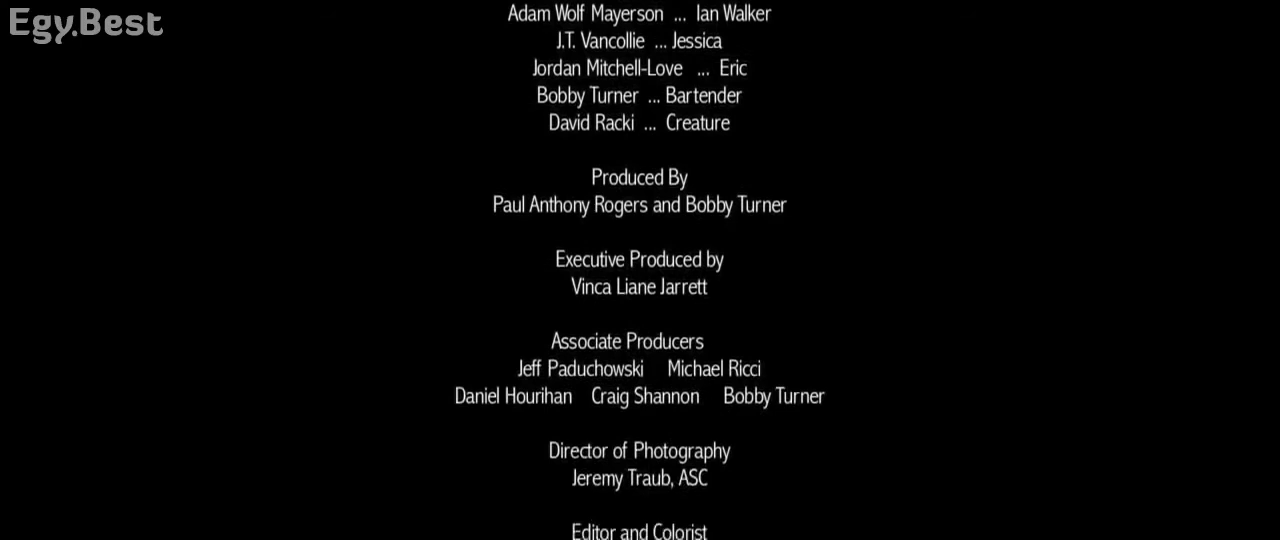 Egy.Best
Adam Wolf Mayerson ... Ian Walker
J.T. Vancollie ... Jessica
Jordan Mitchell-Love ... Eric
Bobby Turner ... Bartender
David Racki ... Creature
Produced By
Paul Anthony Rogers and Bobby Turner
Executive Produced by
Vinca Liane Jarrett
Associate Producers
Jeff Paduchowski Michael Ricci
Daniel Hourihan Craig Shannon Bobby Turner
Director of Photography
Jeremy Traub, ASC
Editor and Colorist